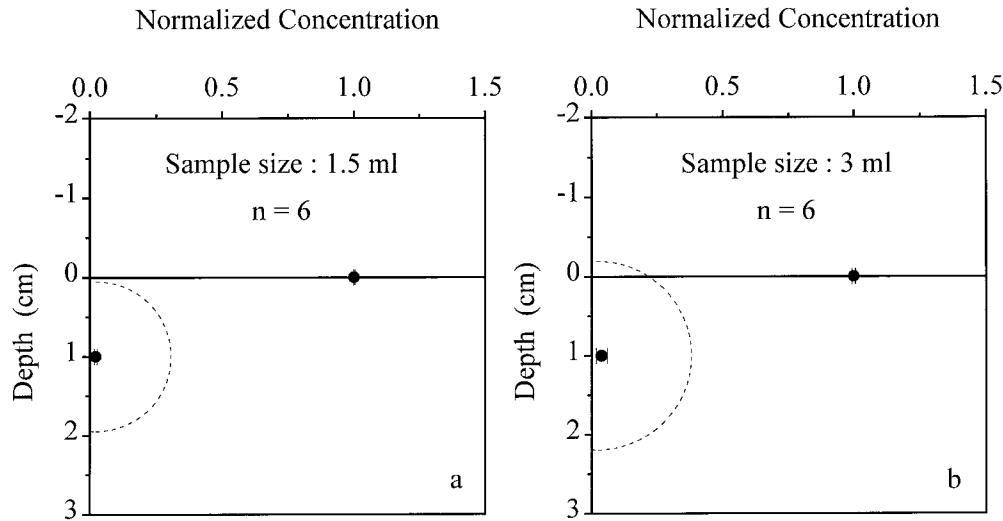 Normalized Concentration
0.0 0.5 1.0 1.5
-2
-1
0
1
2
3
Depth (cm)
Sample size : 1.5 ml
n = 6
a
Normalized Concentration
0.0 0.5 1.0 1.5
-2
-1
0
1
2
3
Depth (cm)
Sample size : 3 ml
n = 6
b